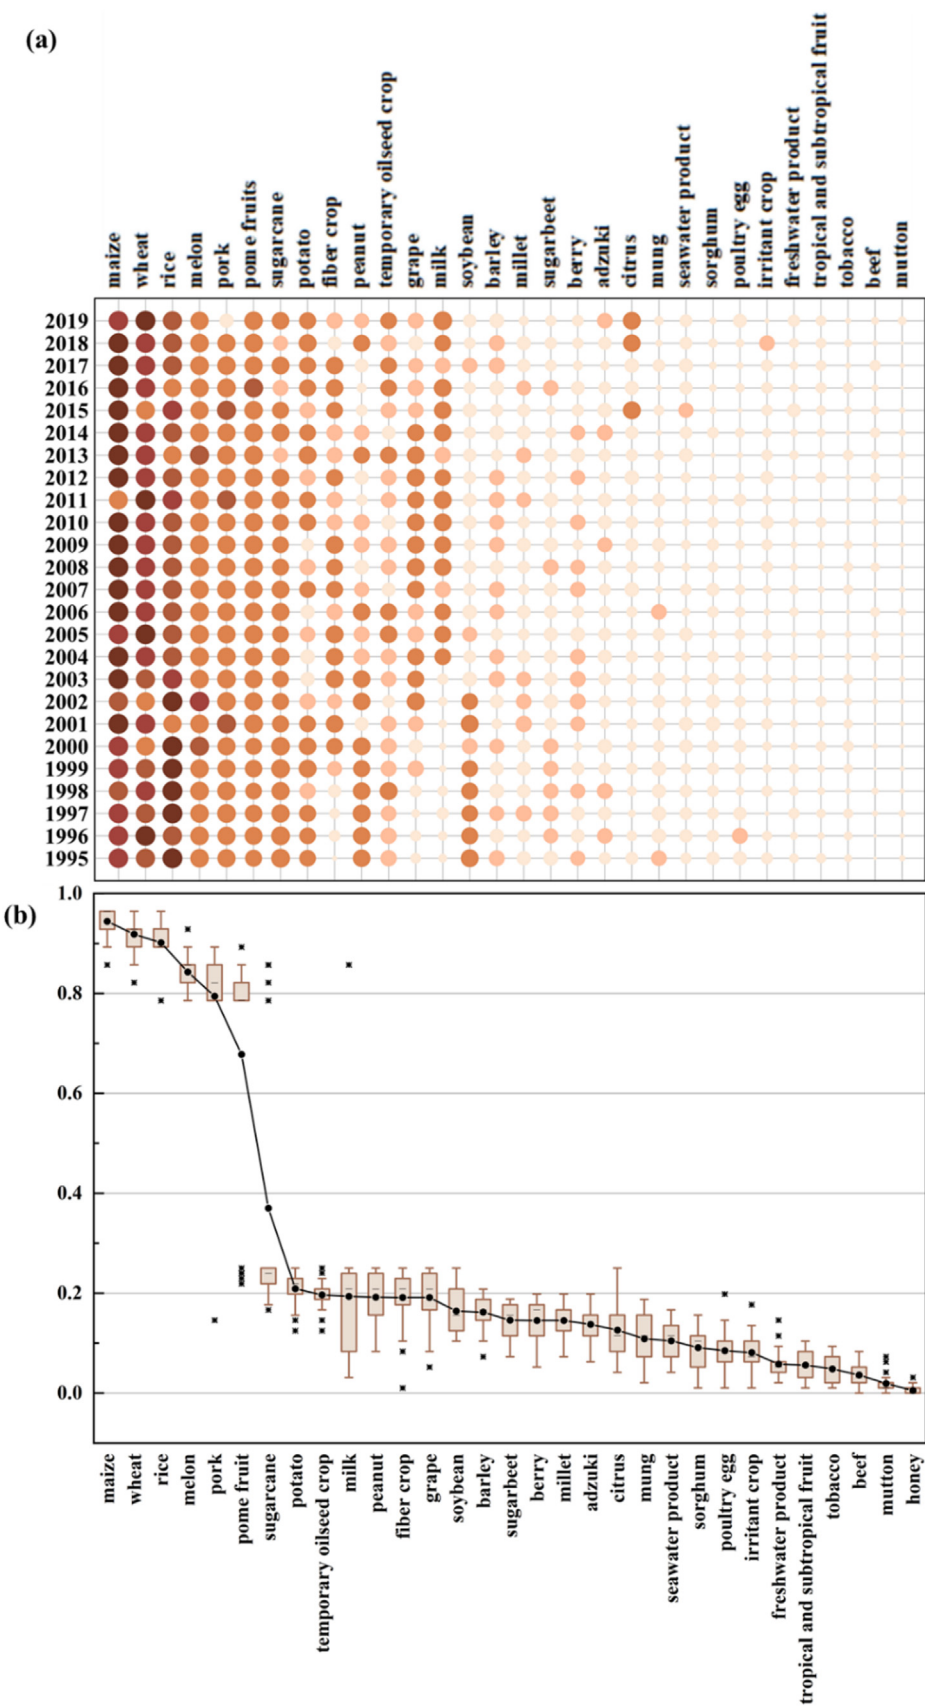 (a)
maize
wheat
rice
melon
pork
pome fruits
sugarcane
potato
fiber crop
peanut
temporary oilseed crop
grape
milk
soybean
barley
millet
sugarbeet
berry
adzuki
citrus
mung
seawater product
sorghum
poultry egg
irritant crop
freshwater product
tropical and subtropical fruit
tobacco
beef
mutton
2019
2018
2017
2016
2015
2014
2013
2012
2011
2010
2009
2008
2007
2006
2005
2004
2003
2002
2001
2000
1999
1998
1997
1996
1995
(b)
1.0
0.8
0.6
0.4
0.2
0.0
maize
wheat
rice
melon
pork
pome fruit
sugarcane
potato
temporary oilseed crop
milk
peanut
fiber crop
grape
soybean
barley
sugarbeet
berry
millet
adzuki
citrus
mung
seawater product
sorghum
poultry egg
irritant crop
freshwater product
tropical and subtropical fruit
tobacco
beef
mutton
honey